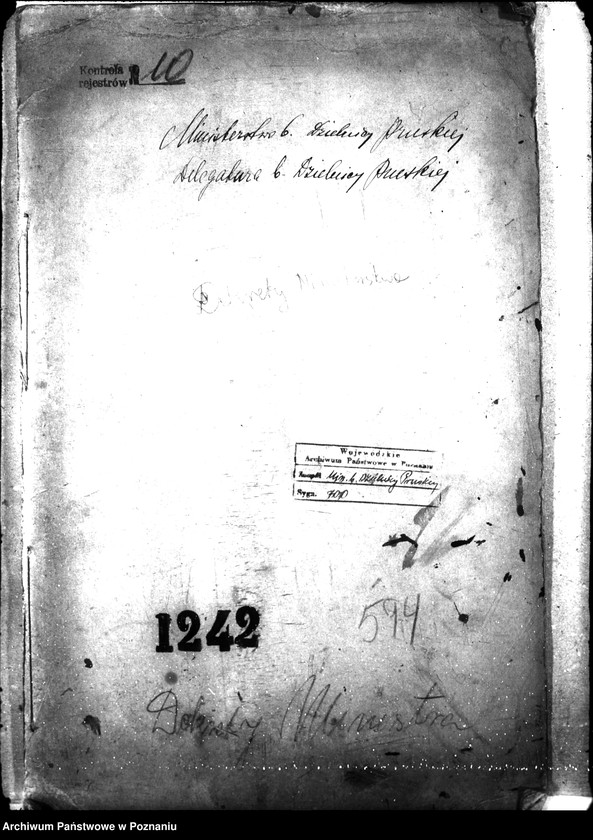 Kontrola
rejestrów 10
Ministerstwo b. Dzielnicy Pruskiej
Delegatura b. Dzielnicy Pruskiej
Dekrety Ministerstwa
Wojewódzkie
Archiwum Państwowe w Poznaniu
Zespół Min. b. Dzielnicy Pruskiej
Sygn. 700
594
1242
Dekrety Ministra
Archiwum Państwowe w Poznaniu